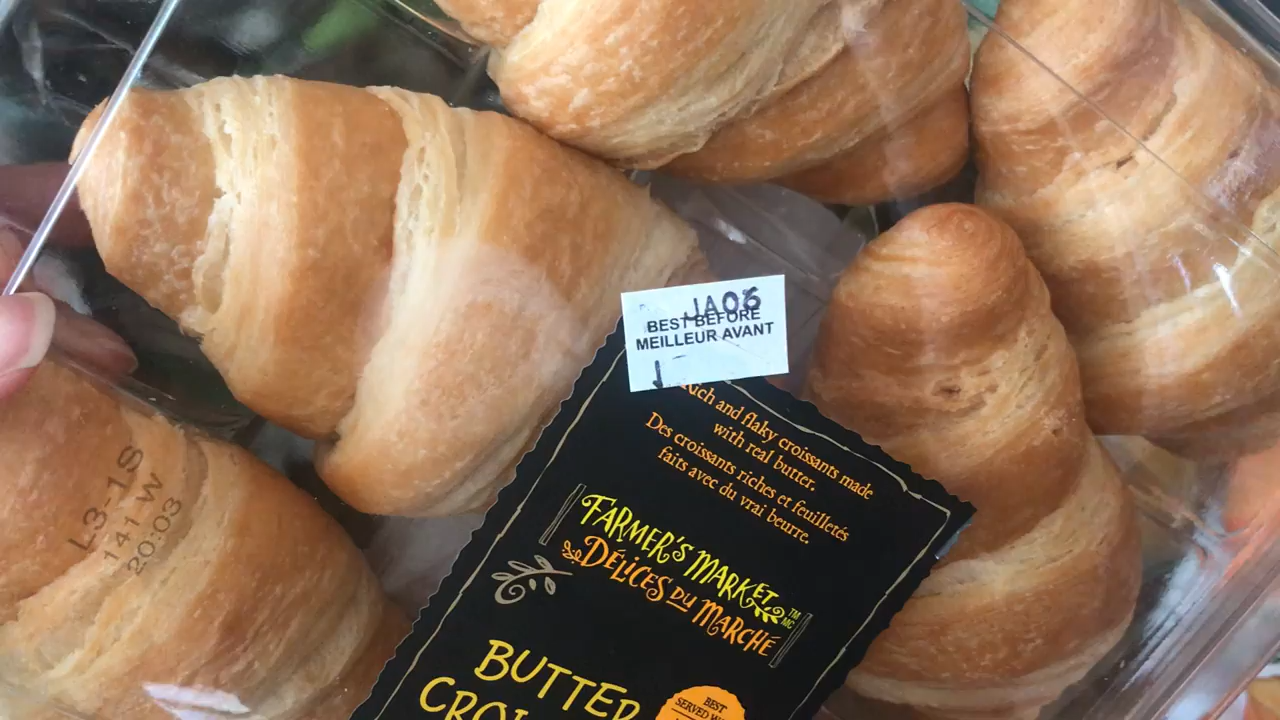 JA06
BEST BEFORE
MEILLEUR AVANT
J
Rich and flaky croissants made
with real butter.
Des croissants riches et feuilletés
faits avec du vrai beurre.
FARMER'S MARKET TM
DÉLICES DU MARCHÉ MC
BUTTER
BEST
SERVED
L3-1S
141 W
20:03